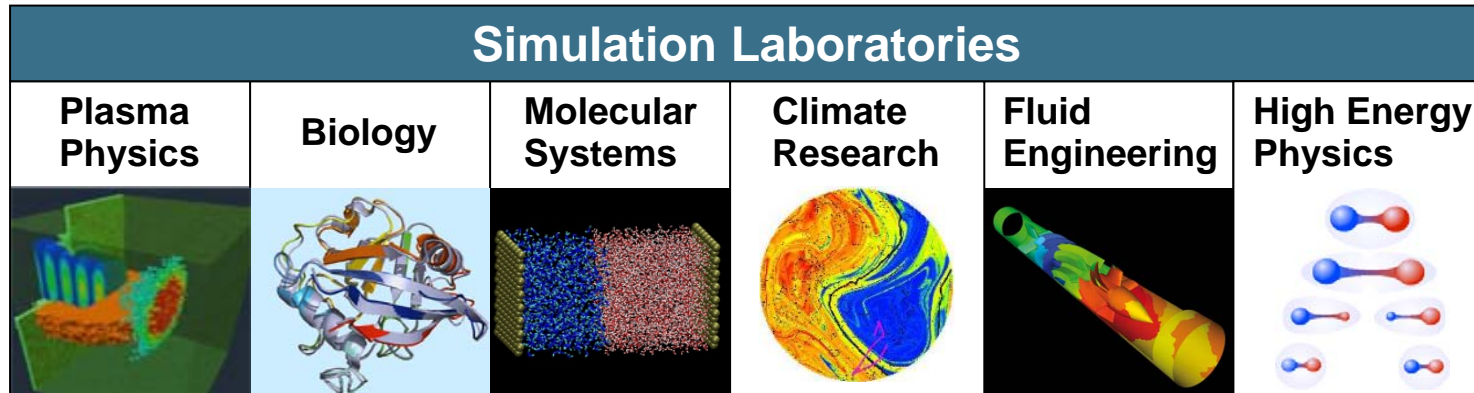 Simulation Laboratories
Plasma
Physics
Biology
Molecular
Systems
Climate
Research
Fluid
Engineering
High Energy
Physics